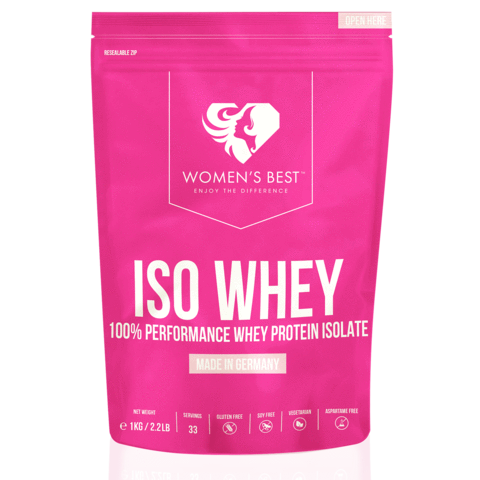 OPEN HERE
RESEALABLE ZIP
WOMEN'S BEST™
ENJOY THE DIFFERENCE
ISO WHEY
100% PERFORMANCE WHEY PROTEIN ISOLATE
MADE IN GERMANY
NET WEIGHT
℮ 1KG / 2.2LB
SERVINGS
33
GLUTEN FREE
SOY FREE
VEGETARIAN
ASPARTAME FREE